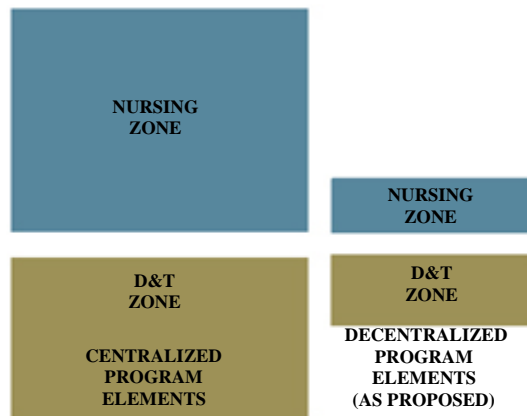 NURSING
ZONE
NURSING
ZONE
D&T
ZONE
D&T
ZONE
CENTRALIZED
PROGRAM
ELEMENTS
DECENTRALIZED
PROGRAM
ELEMENTS
(AS PROPOSED)